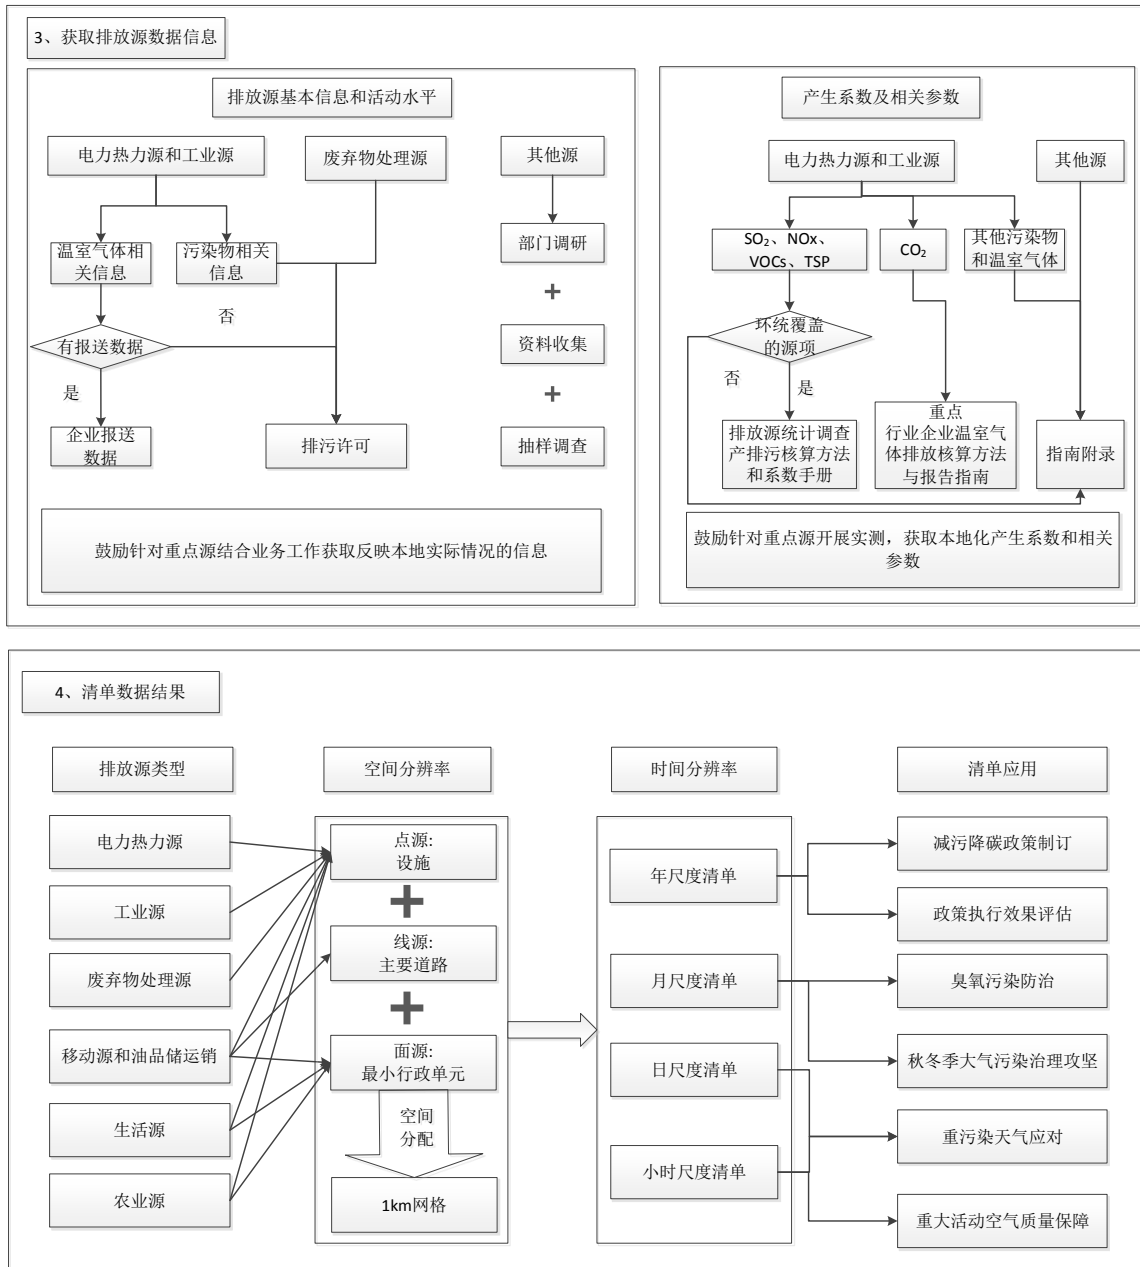 3、获取排放源数据信息
排放源基本信息和活动水平
电力热力源和工业源
废弃物处理源
其他源
温室气体相
关信息
污染物相关
信息
部门调研
否
有报送数据
资料收集
是
企业报送
数据
排污许可
抽样调查
鼓励针对重点源结合业务工作获取反映本地实际情况的信息
产生系数及相关参数
电力热力源和工业源
其他源
SO₂、NOx、
VOCs、TSP
CO₂
其他污染物
和温室气体
环统覆盖
的源项
否
是
排放源统计调查
产排污核算方法
和系数手册
重点
行业企业温室气
体排放核算方法
与报告指南
指南附录
鼓励针对重点源开展实测，获取本地化产生系数和相关
参数
4、清单数据结果
排放源类型
空间分辨率
时间分辨率
清单应用
电力热力源
工业源
废弃物处理源
移动源和油品储运销
生活源
农业源
点源:
设施
线源:
主要道路
面源:
最小行政单元
空间
分配
1km网格
年尺度清单
月尺度清单
日尺度清单
小时尺度清单
减污降碳政策制订
政策执行效果评估
臭氧污染防治
秋冬季大气污染治理攻坚
重污染天气应对
重大活动空气质量保障